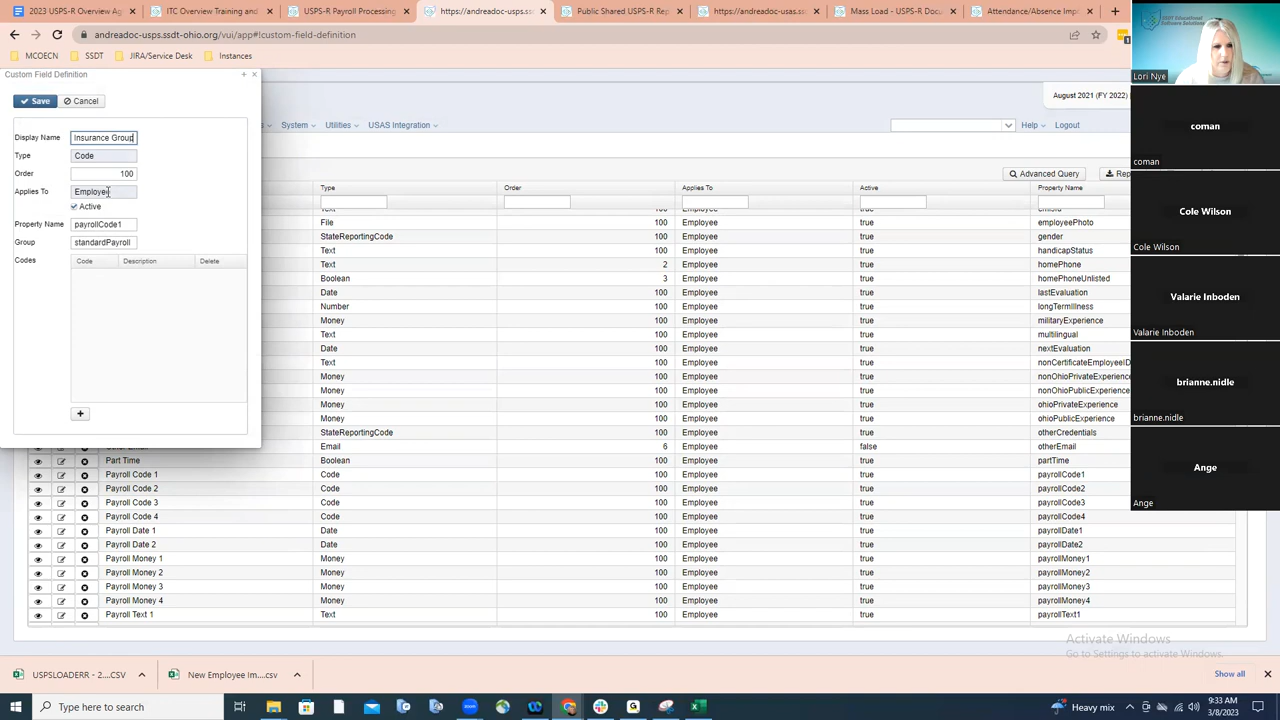 2023 USPS-R Overview Ag
ITC Overview Training and
USPS-R Payroll Processing
https://andreadoc-usps.ss
Public Shared USPS-R Rep
https://andreadoc-usas.ss
Mass Load - USPS-R Docu
Attendance/Absence Imp
andreadoc-usps.ssdt-ohio.org/ui/app#!custom-field-definition
MCOECN
SSDT
JIRA/Service Desk
Instances
Custom Field Definition
Save
Cancel
Display Name Insurance Group
Type Code
Order 100
Applies To Employee
Active
Property Name payrollCode1
Group standardPayroll
Codes Code Description Delete
August 2021 (FY 2022)
System Utilities USAS Integration Help Logout
Advanced Query Rep
Type Order Applies To Active Property Name
File 100 Employee true employeePhoto
StateReportingCode 100 Employee true gender
Text 100 Employee true handicapStatus
Text 2 Employee true homePhone
Boolean 3 Employee true homePhoneUnlisted
Date 100 Employee true lastEvaluation
Number 100 Employee true longTermIllness
Money 100 Employee true militaryExperience
Text 100 Employee true multilingual
Date 100 Employee true nextEvaluation
Text 100 Employee true nonCertificateEmployeeID
Money 100 Employee true nonOhioPrivateExperience
Money 100 Employee true nonOhioPublicExperience
Money 100 Employee true ohioPrivateExperience
Money 100 Employee true ohioPublicExperience
StateReportingCode 100 Employee true otherCredentials
Email 6 Employee false otherEmail
Part Time Boolean 100 Employee true partTime
Payroll Code 1 Code 100 Employee true payrollCode1
Payroll Code 2 Code 100 Employee true payrollCode2
Payroll Code 3 Code 100 Employee true payrollCode3
Payroll Code 4 Code 100 Employee true payrollCode4
Payroll Date 1 Date 100 Employee true payrollDate1
Payroll Date 2 Date 100 Employee true payrollDate2
Payroll Money 1 Money 100 Employee true payrollMoney1
Payroll Money 2 Money 100 Employee true payrollMoney2
Payroll Money 3 Money 100 Employee true payrollMoney3
Payroll Money 4 Money 100 Employee true payrollMoney4
Payroll Text 1 Text 100 Employee true payrollText1
Activate Windows
Go to Settings to activate Windows.
USPSLOADERR - 2....CSV
New Employee Im....csv
Show all
Type here to search
Heavy mix
9:33 AM
3/8/2023
SSDT Educational
Software Solutions
Lori Nye
coman
coman
Cole Wilson
Cole Wilson
Valarie Inboden
Valarie Inboden
brianne.nidle
brianne.nidle
Ange
Ange